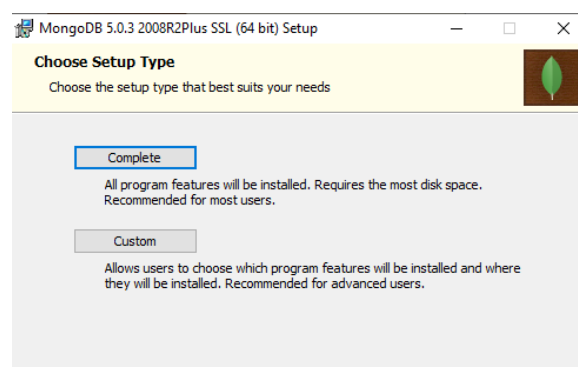 MongoDB 5.0.3 2008R2Plus SSL (64 bit) Setup
Choose Setup Type
Choose the setup type that best suits your needs
Complete
All program features will be installed. Requires the most disk space.
Recommended for most users.
Custom
Allows users to choose which program features will be installed and where
they will be installed. Recommended for advanced users.